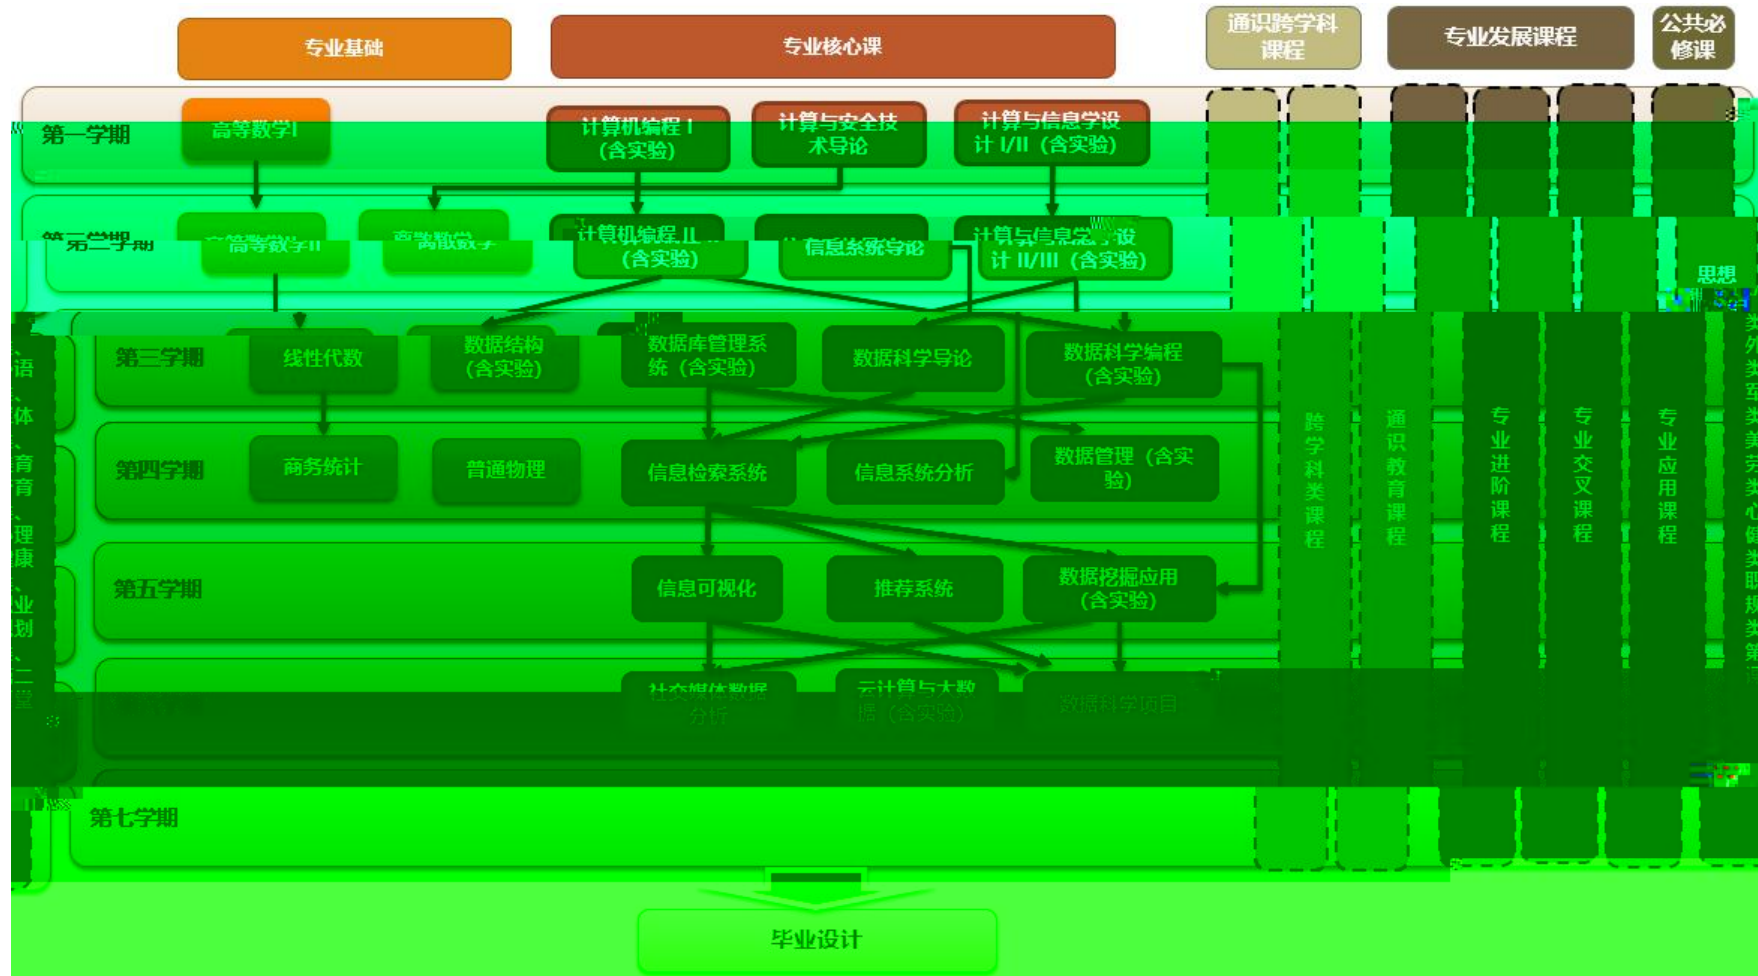 专业基础
专业核心课
通识跨学科
课程
专业发展课程
公共必
修课
第一学期
高等数学I
计算机编程 I
(含实验)
计算与安全技
术导论
计算与信息学设
计 I/II（含实验)
第二学期
高等数学II
离散数学
计算机编程 II
(含实验)
信息系统导论
计算与信息学设
计 II/III（含实验)
思想
第三学期
线性代数
数据结构
(含实验)
数据库管理系
统（含实验)
数据科学导论
数据科学编程
(含实验)
第四学期
商务统计
普通物理
信息检索系统
信息系统分析
数据管理（含实
验)
第五学期
信息可视化
推荐系统
数据挖掘应用
(含实验)
社交媒体数据
分析
云计算与大数
据（含实验)
数据科学项目
跨学科类课程
通识教育课程
专业进阶课程
专业交叉课程
专业应用课程
第七学期
毕业设计